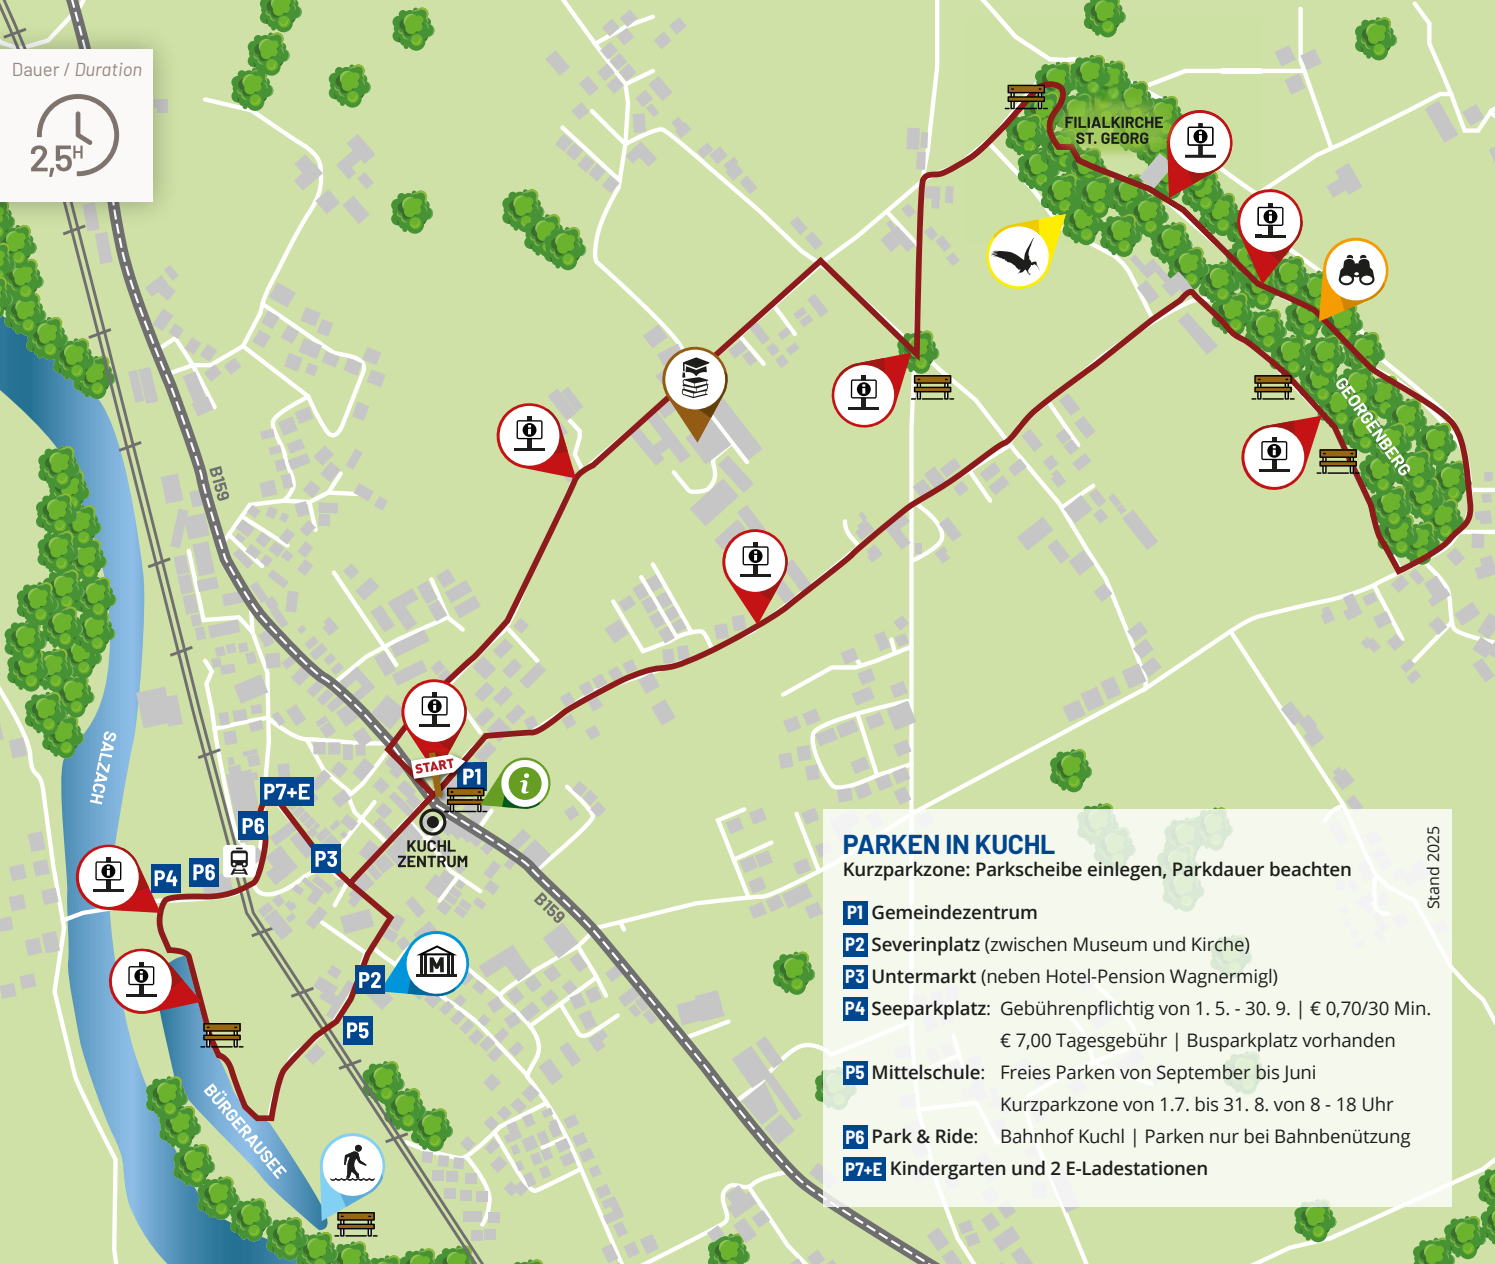 Dauer / Duration
2,5H
FILIALKIRCHE
ST. GEORG
GEORGENBERG
B159
SALZACH
START
P1
i
P7+E
P6
KUCHL
ZENTRUM
P3
P4
P6
B159
M
P2
P5
BÜRGERAUSEE
PARKEN IN KUCHL
Kurzparkzone: Parkscheibe einlegen, Parkdauer beachten
Stand 2025
P1 Gemeindezentrum
P2 Severinplatz (zwischen Museum und Kirche)
P3 Untermarkt (neben Hotel-Pension Wagnermigl)
P4 Seeparkplatz: Gebührenpflichtig von 1. 5. - 30. 9. | € 0,70/30 Min.
€ 7,00 Tagesgebühr | Busparkplatz vorhanden
P5 Mittelschule: Freies Parken von September bis Juni
Kurzparkzone von 1.7. bis 31. 8. von 8 - 18 Uhr
P6 Park & Ride: Bahnhof Kuchl | Parken nur bei Bahnbenützung
P7+E Kindergarten und 2 E-Ladestationen